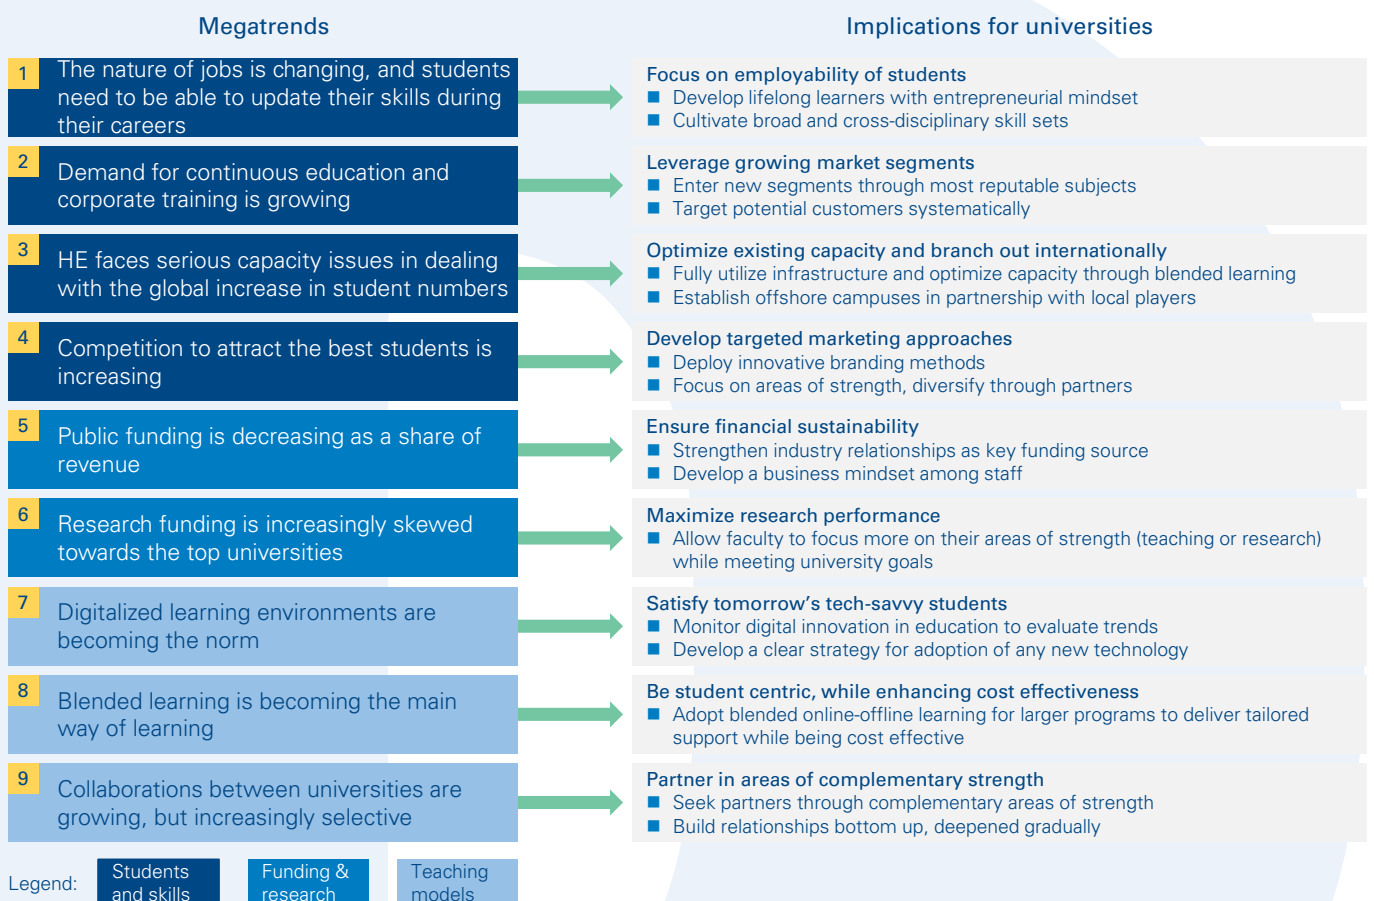 Megatrends
Implications for universities
1
The nature of jobs is changing, and students
need to be able to update their skills during
their careers
Focus on employability of students
■ Develop lifelong learners with entrepreneurial mindset
■ Cultivate broad and cross-disciplinary skill sets
2
Demand for continuous education and
corporate training is growing
Leverage growing market segments
■ Enter new segments through most reputable subjects
■ Target potential customers systematically
3
HE faces serious capacity issues in dealing
with the global increase in student numbers
Optimize existing capacity and branch out internationally
■ Fully utilize infrastructure and optimize capacity through blended learning
■ Establish offshore campuses in partnership with local players
4
Competition to attract the best students is
increasing
Develop targeted marketing approaches
■ Deploy innovative branding methods
■ Focus on areas of strength, diversify through partners
5
Public funding is decreasing as a share of
revenue
Ensure financial sustainability
■ Strengthen industry relationships as key funding source
■ Develop a business mindset among staff
6
Research funding is increasingly skewed
towards the top universities
Maximize research performance
■ Allow faculty to focus more on their areas of strength (teaching or research)
while meeting university goals
7
Digitalized learning environments are
becoming the norm
Satisfy tomorrow's tech-savvy students
■ Monitor digital innovation in education to evaluate trends
■ Develop a clear strategy for adoption of any new technology
8
Blended learning is becoming the main
way of learning
Be student centric, while enhancing cost effectiveness
■ Adopt blended online-offline learning for larger programs to deliver tailored
support while being cost effective
9
Collaborations between universities are
growing, but increasingly selective
Partner in areas of complementary strength
■ Seek partners through complementary areas of strength
■ Build relationships bottom up, deepened gradually
Legend:
Students
and skills
Funding &
research
Teaching
models